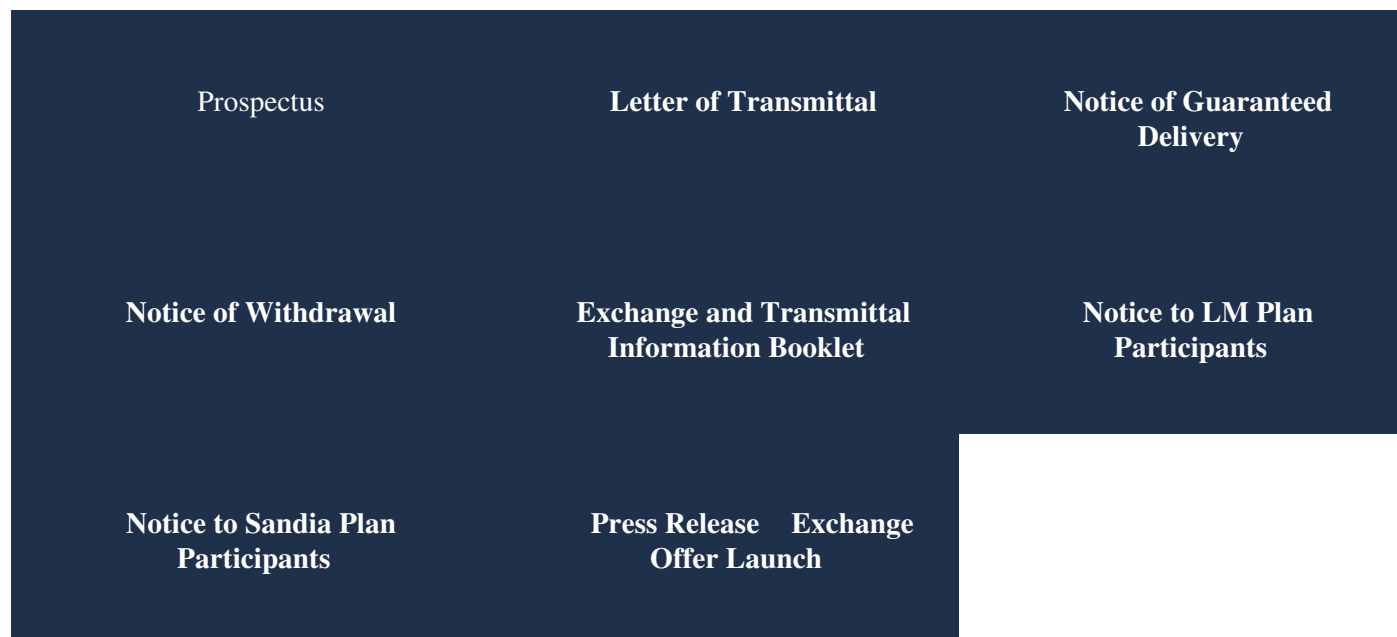 Prospectus
Letter of Transmittal
Notice of Guaranteed
Delivery
Notice of Withdrawal
Exchange and Transmittal
Information Booklet
Notice to LM Plan
Participants
Notice to Sandia Plan
Participants
Press Release Exchange
Offer Launch